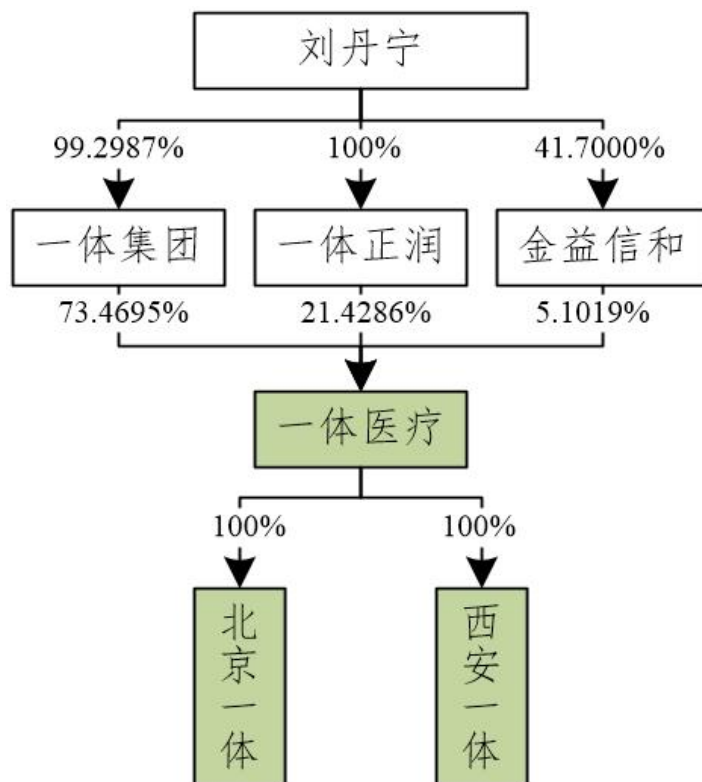 刘丹宁
99.2987% 100% 41.7000%
一体集团 一体正润 金益信和
73.4695% 21.4286% 5.1019%
一体医疗
100% 100%
北京一体 西安一体